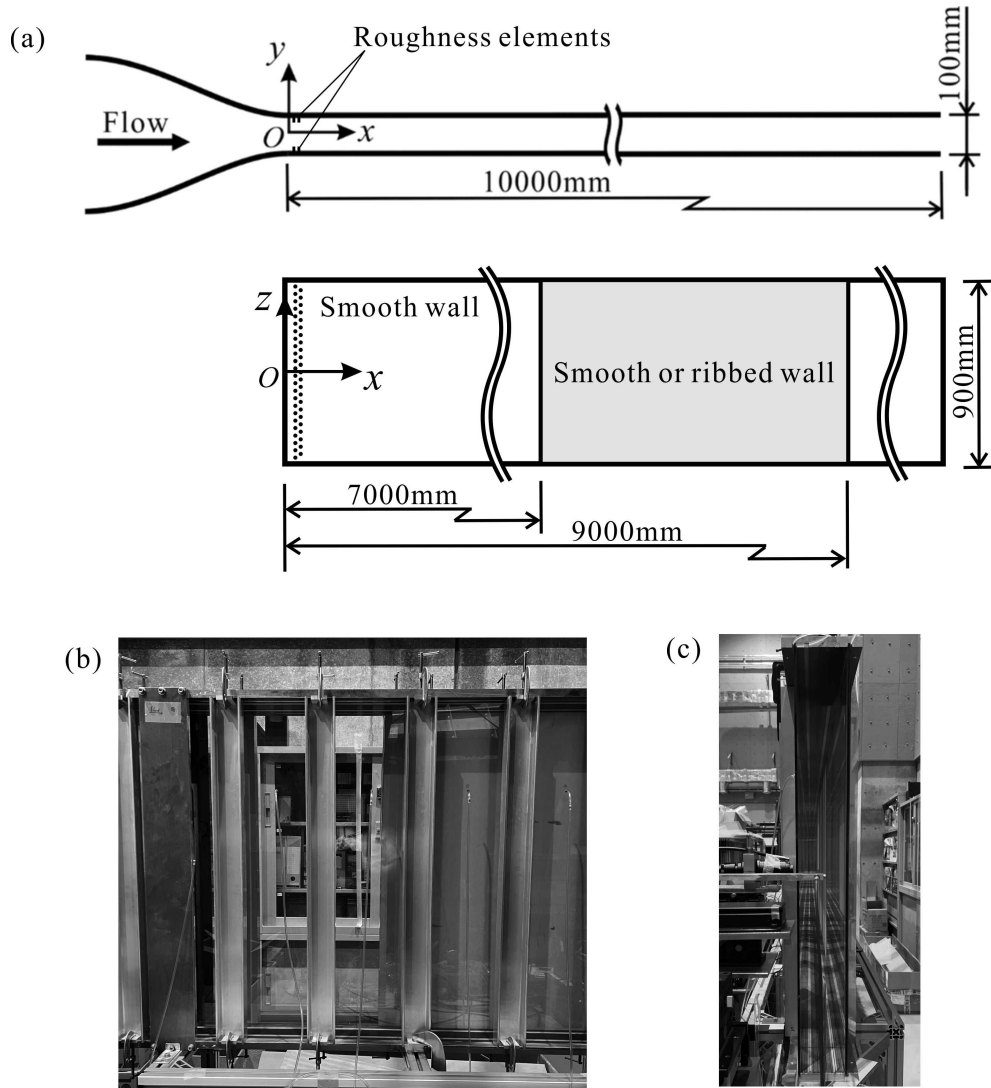 (a)
Roughness elements
y
Flow
O
x
100mm
10000mm
z
Smooth wall
O
x
Smooth or ribbed wall
900mm
7000mm
9000mm
(b)
(c)